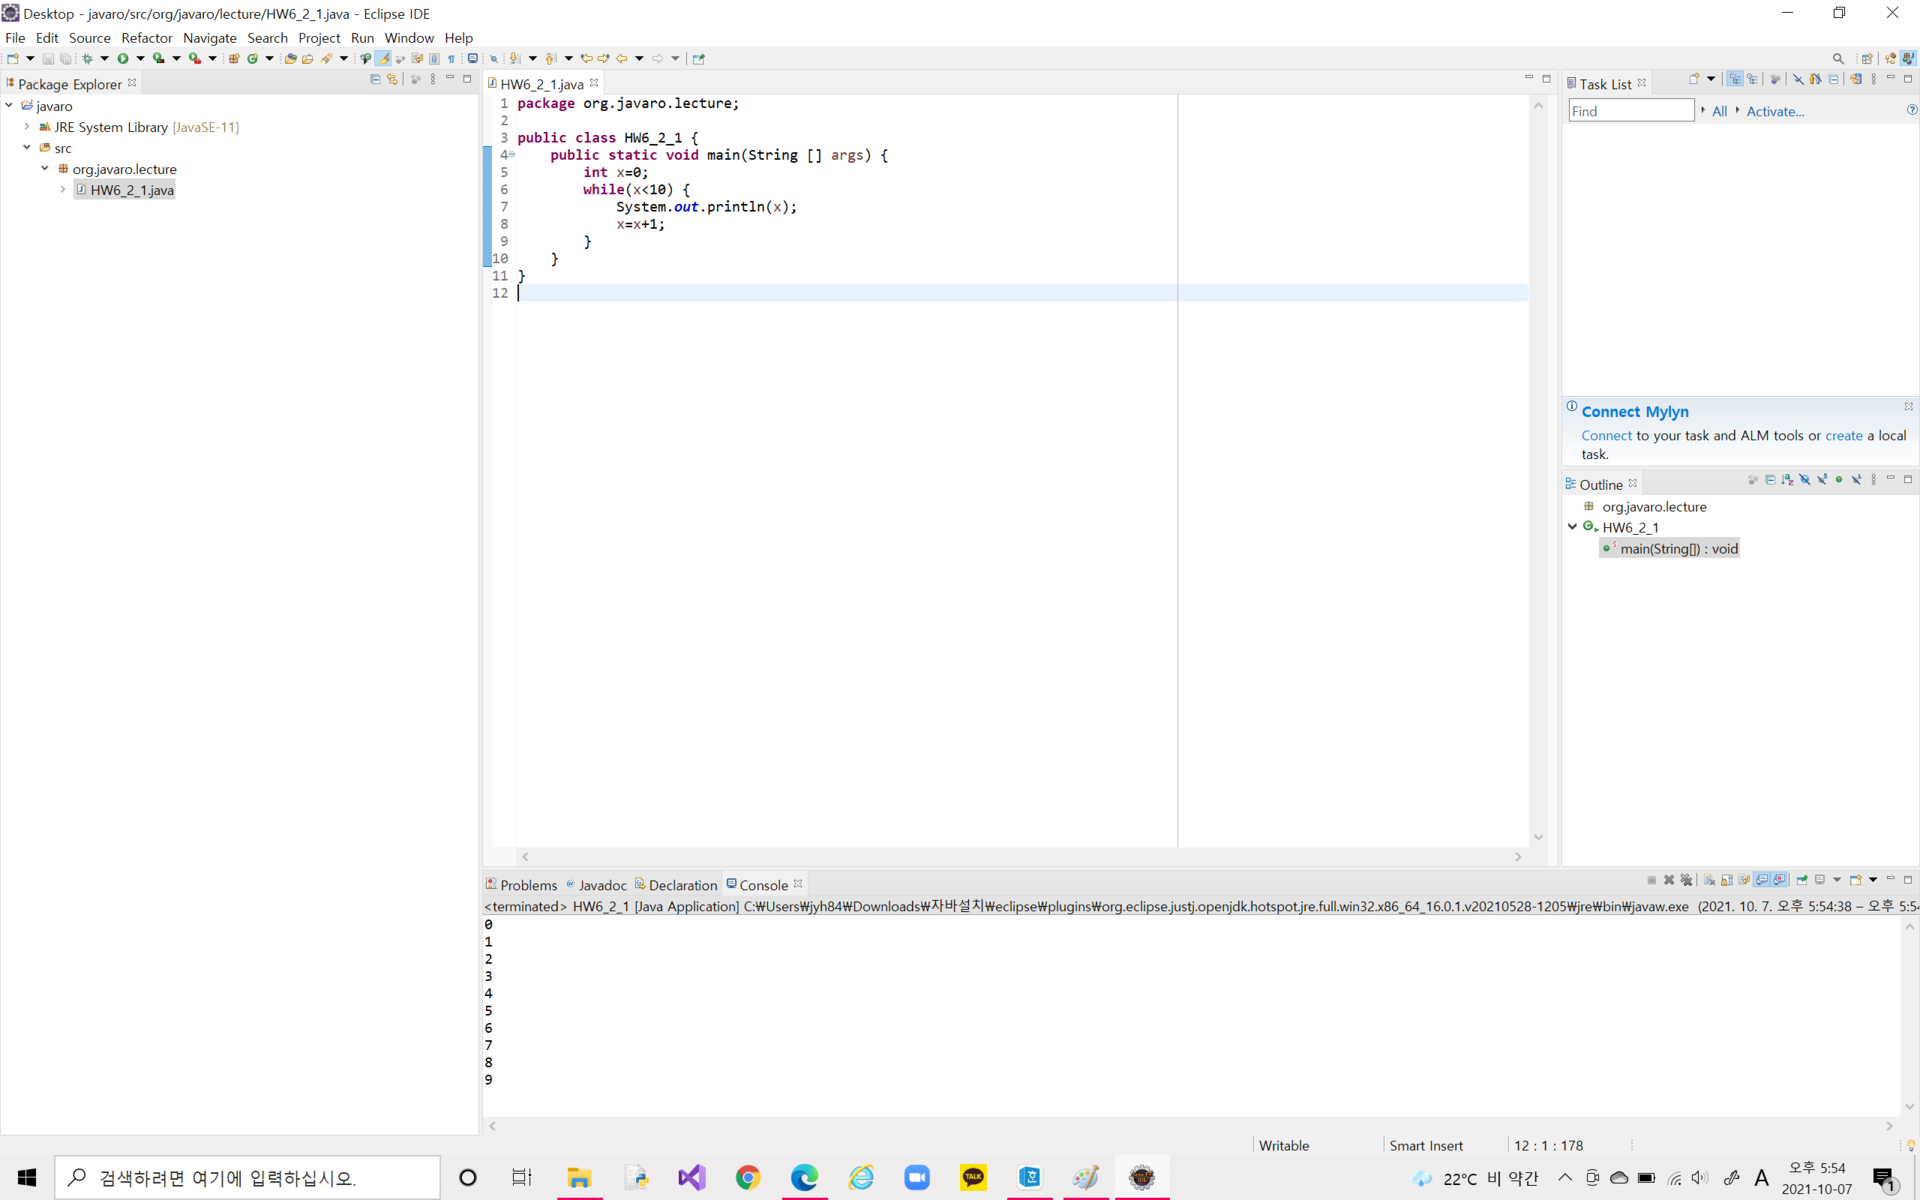 Desktop - javaro/src/org/javaro/lecture/HW6_2_1.java - Eclipse IDE
File Edit Source Refactor Navigate Search Project Run Window Help
Package Explorer
javaro
JRE System Library [JavaSE-11]
src
org.javaro.lecture
HW6_2_1.java
HW6_2_1.java
1 package org.javaro.lecture;
2
3 public class HW6_2_1 {
4 public static void main(String [] args) {
5 int x=0;
6 while(x<10) {
7 System.out.println(x);
8 x=x+1;
9 }
10 }
11 }
12
Task List
Find All Activate...
Connect Mylyn
Connect to your task and ALM tools or create a local
task.
Outline
org.javaro.lecture
HW6_2_1
main(String[]) : void
Problems Javadoc Declaration Console
<terminated> HW6_2_1 [Java Application] C:₩Users₩jyh84₩Downloads₩자바설치₩eclipse₩plugins₩org.eclipse.justj.openjdk.hotspot.jre.full.win32.x86_64_16.0.1.v20210528-1205₩jre₩bin₩javaw.exe (2021. 10. 7. 오후 5:54:38 – 오후 5:54
0
1
2
3
4
5
6
7
8
9
Writable Smart Insert 12 : 1 : 178
검색하려면 여기에 입력하십시오.
TALK
22°C 비 약간
A
오후 5:54
2021-10-07
1